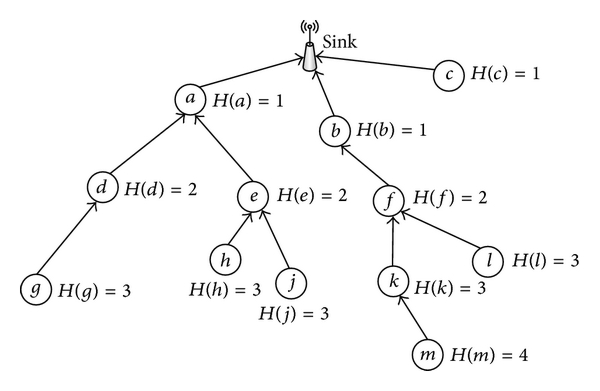 Sink
c H(c) = 1
a H(a) = 1
b H(b) = 1
d H(d) = 2
e H(e) = 2
f H(f) = 2
h
l H(l) = 3
g H(g) = 3
H(h) = 3
j
k H(k) = 3
H(j) = 3
m H(m) = 4